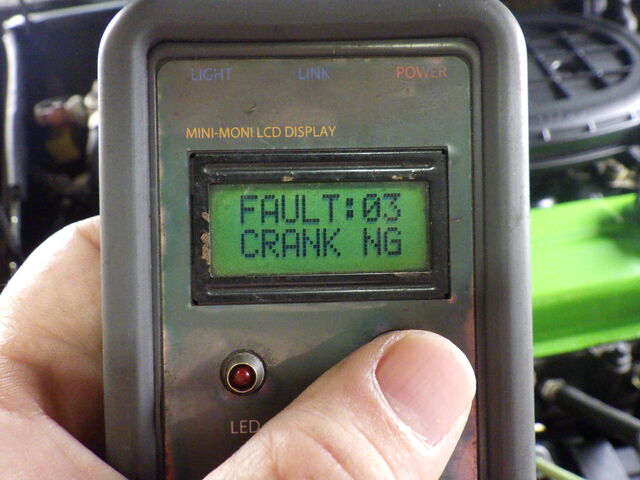 LIGHT LINK POWER
MINI-MONI LCD DISPLAY
FAULT:03
CRANK NG
LED